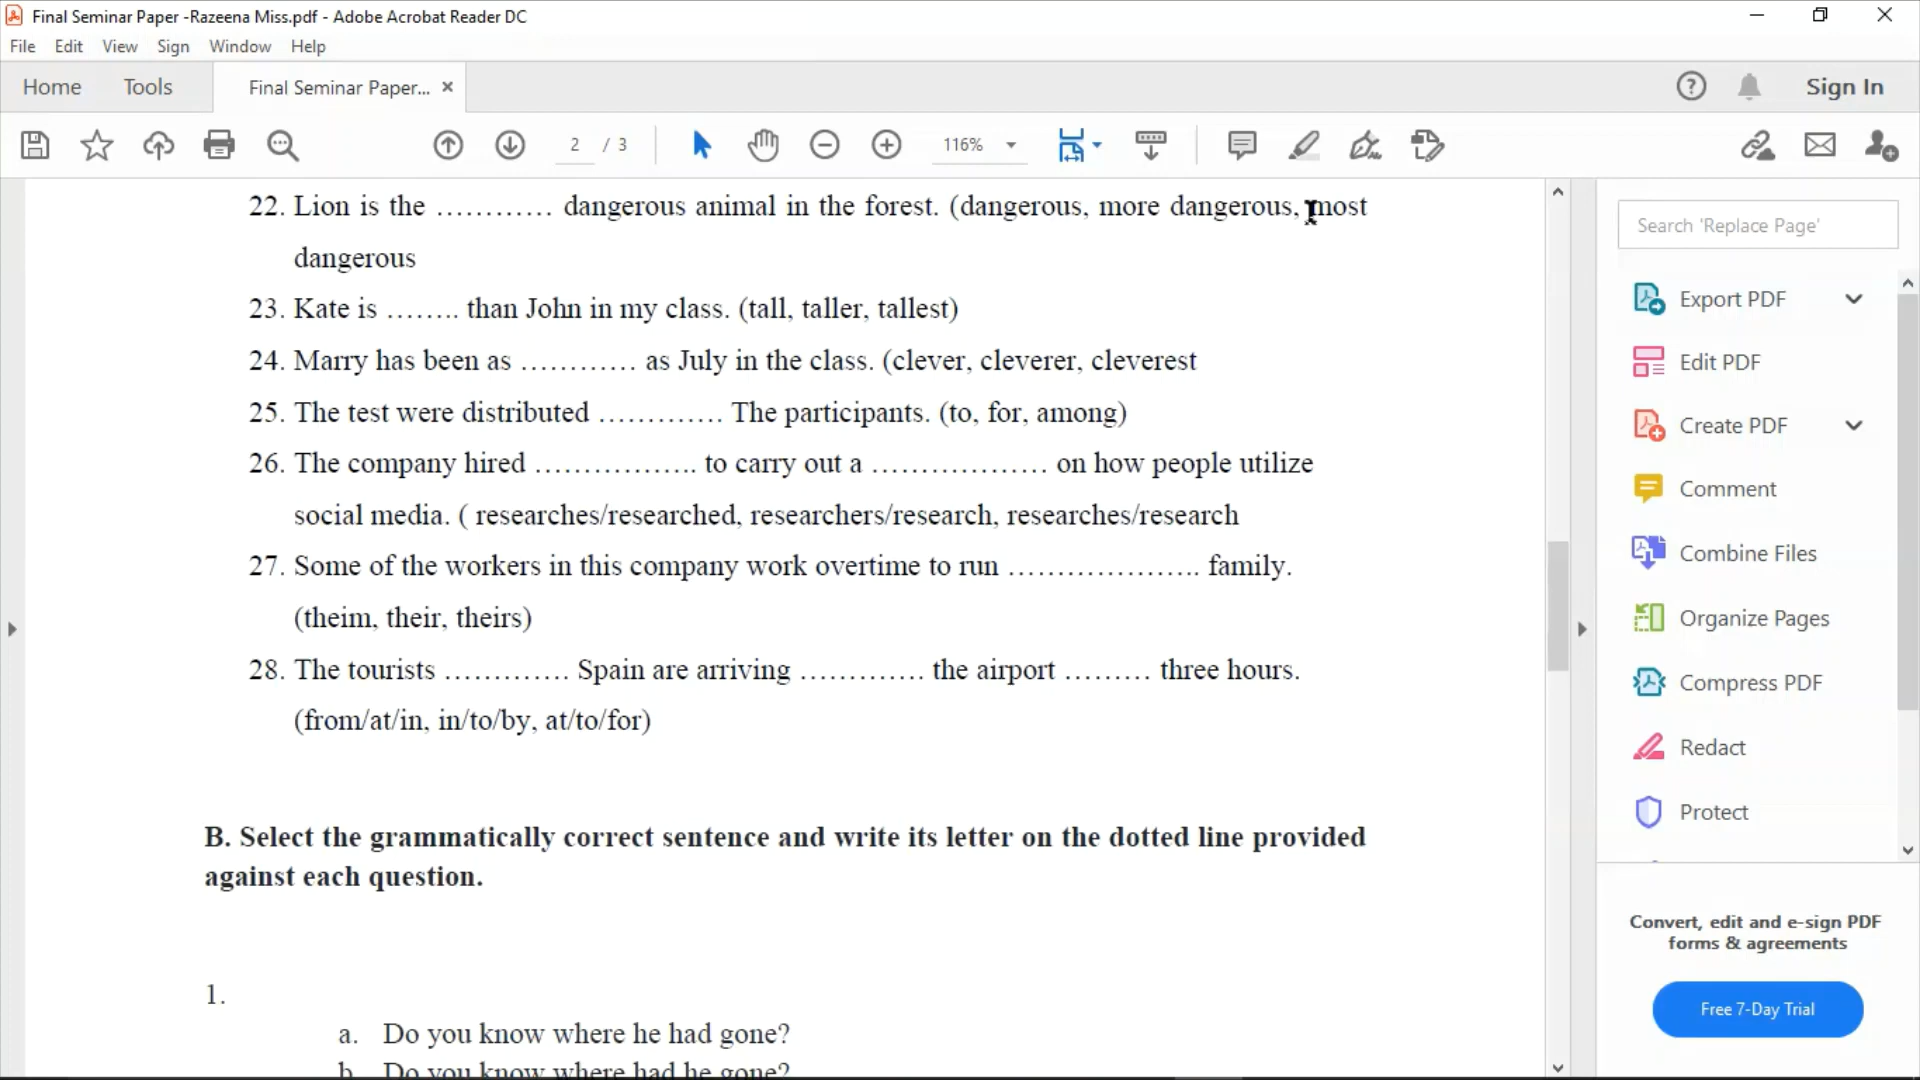 Final Seminar Paper -Razeena Miss.pdf - Adobe Acrobat Reader DC
File Edit View Sign Window Help
Home Tools Final Seminar Paper... × Sign In
2 / 3 116%
22. Lion is the ………… dangerous animal in the forest. (dangerous, more dangerous, most
dangerous
23. Kate is …….. than John in my class. (tall, taller, tallest)
24. Marry has been as ………… as July in the class. (clever, cleverer, cleverest
25. The test were distributed …………. The participants. (to, for, among)
26. The company hired …………….. to carry out a ………………. on how people utilize
social media. ( researches/researched, researchers/research, researches/research
27. Some of the workers in this company work overtime to run ………………….. family.
(theim, their, theirs)
28. The tourists …………. Spain are arriving …………. the airport ……… three hours.
(from/at/in, in/to/by, at/to/for)
B. Select the grammatically correct sentence and write its letter on the dotted line provided
against each question.
1.
a. Do you know where he had gone?
b. Do you know where had he gone?
Search 'Replace Page'
Export PDF
Edit PDF
Create PDF
Comment
Combine Files
Organize Pages
Compress PDF
Redact
Protect
Convert, edit and e-sign PDF
forms & agreements
Free 7-Day Trial